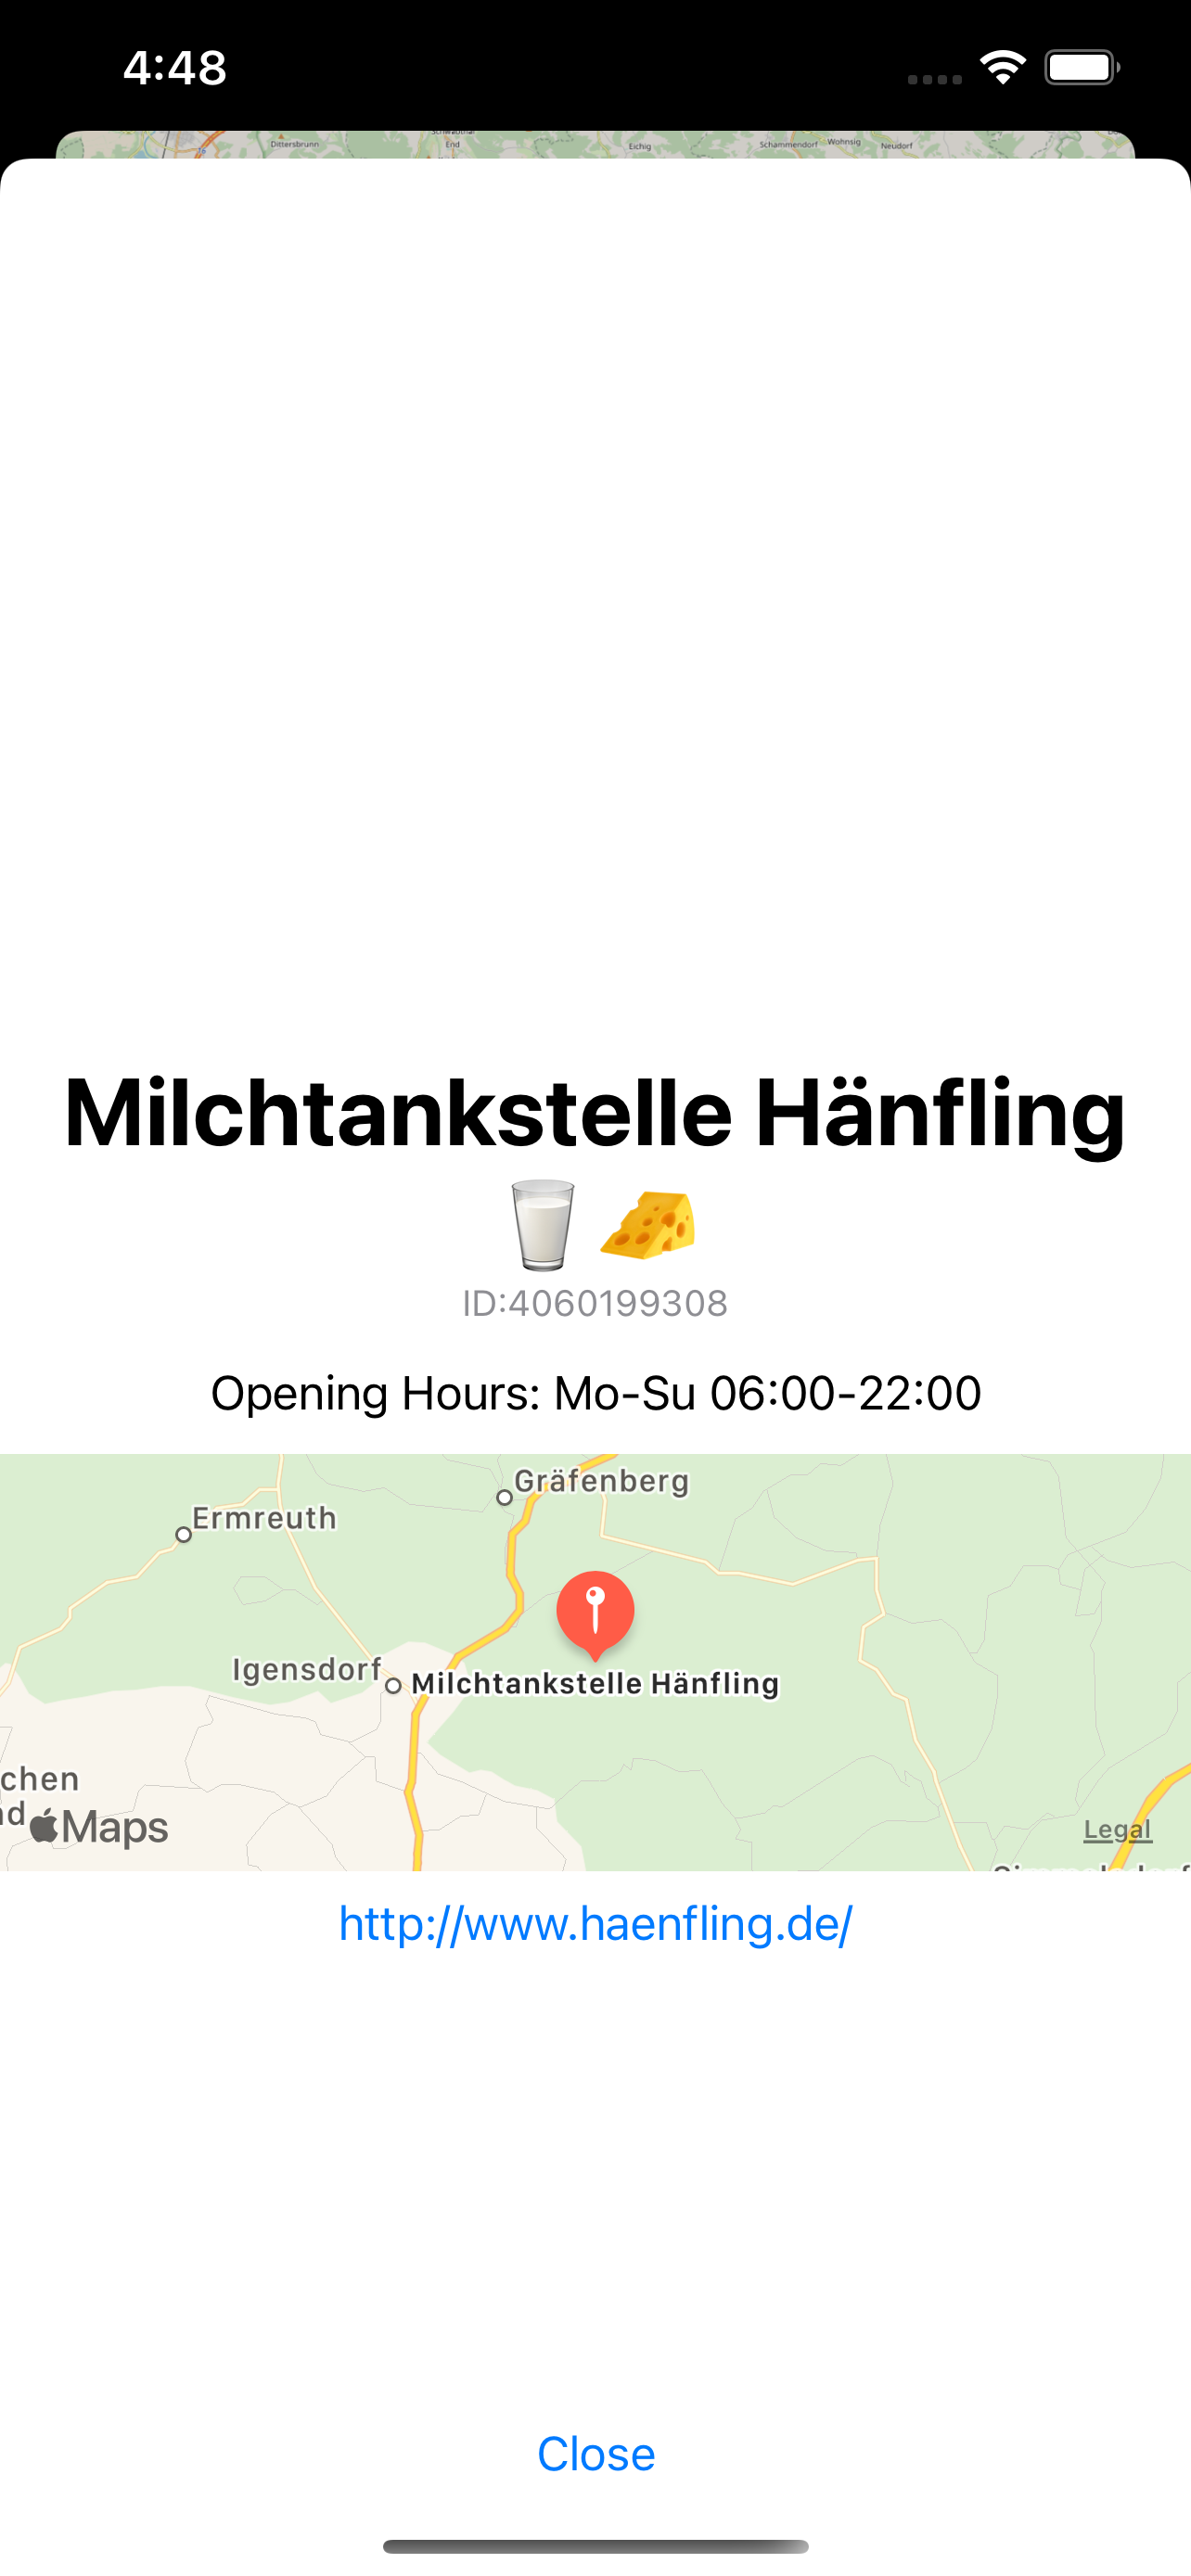 4:48
Dittersbrunn
End
Eichig
Schammendorf
Wohnsig
Neudorf
Milchtankstelle Hänfling
ID:4060199308
Opening Hours: Mo-Su 06:00-22:00
Gräfenberg
Ermreuth
Igensdorf
Milchtankstelle Hänfling
chen
Maps
Legal
http://www.haenfling.de/
Close